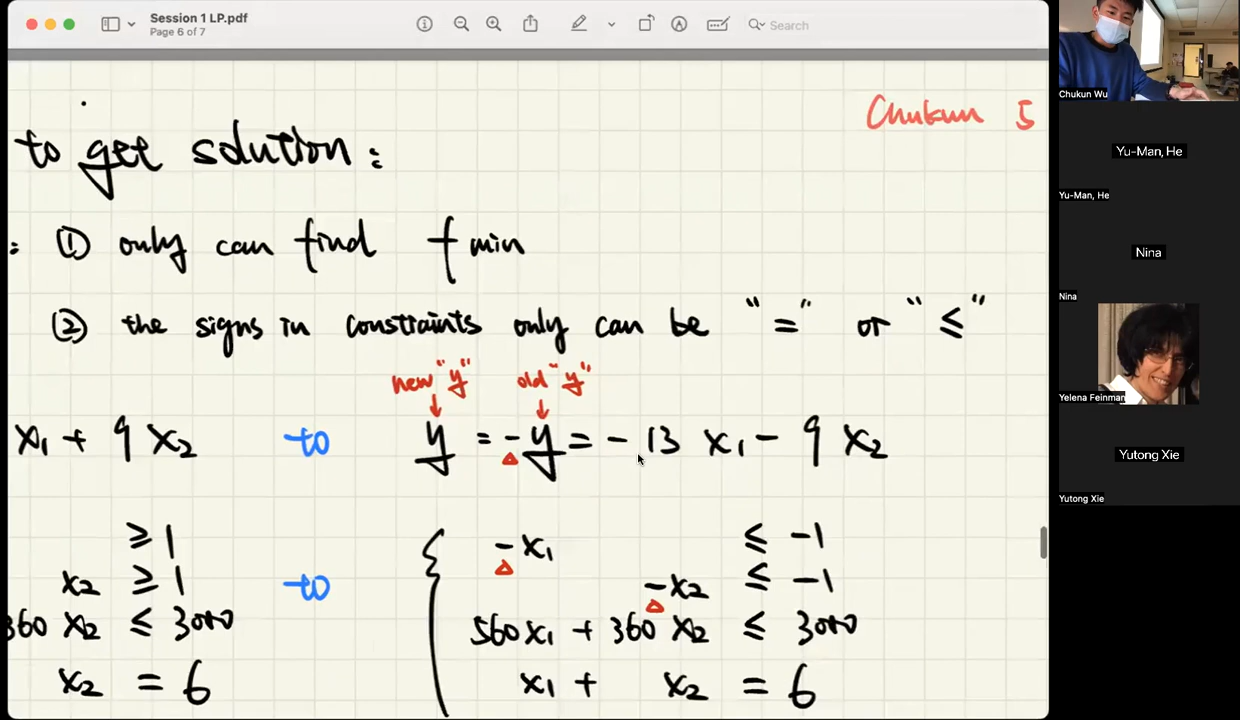 Session 1 LP.pdf
Page 6 of 7
Search
Chukun 5
to get solution:
: ① only can find f min
② the signs in constraints only can be "=" or "≤"
new "y" old "y"
x₁ + 9 x₂ to y = -y = - 13 x₁ - 9 x₂
≥ 1 - x₁ ≤ -1
x₂ ≥ 1 to -x₂ ≤ -1
360 x₂ ≤ 3000 560x₁ + 360 x₂ ≤ 3000
x₂ = 6 x₁ + x₂ = 6
Chukun Wu
Yu-Man, He
Yu-Man, He
Nina
Nina
Yelena Feinman
Yutong Xie
Yutong Xie